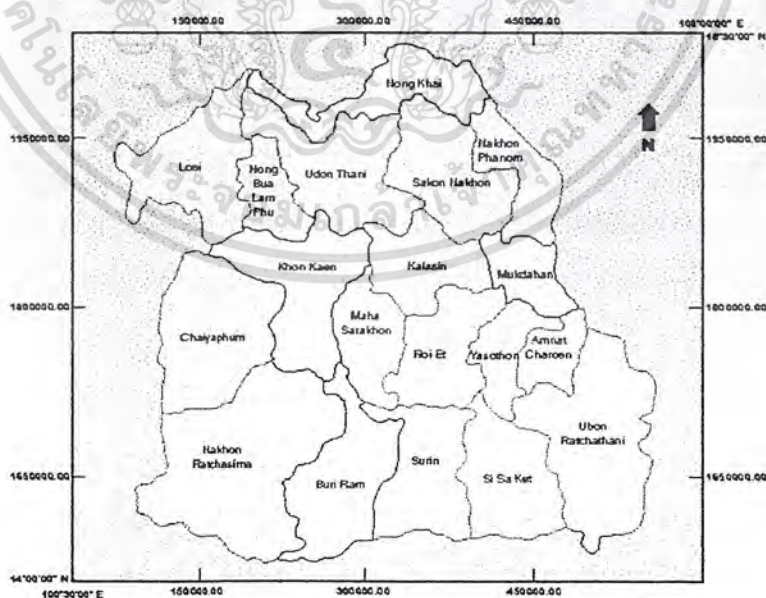 150000.00 300000.00 450000.00 108°00'00" E
18°30'00" N
Nong Khai
1950000.00 1950000.00
N
Nakhon
Phanom
Loei
Nong
Bua
Lam
Phu
Udon Thani
Sakon Nakhon
Khon Kaen
Kalasin
Mukdahan
1800000.00 1800000.00
Maha
Sarakhon
Chaiyaphum
Roi Et
Yasothon
Amnat
Charoen
Ubon
Ratchathani
Nakhon
Ratchasima
Surin
Buri Ram
Si Sa Ket
1650000.00 1650000.00
14°00'00" N
100°30'00" E 150000.00 300000.00 450000.00